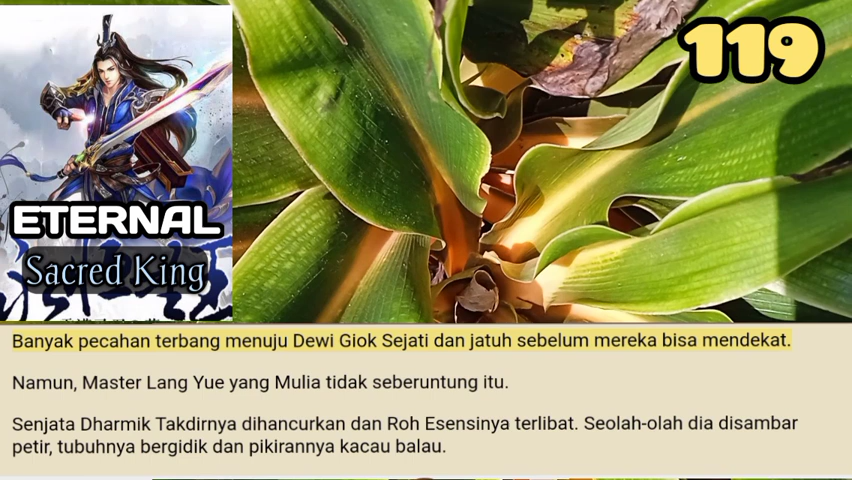 119
ETERNAL
Sacred King
Banyak pecahan terbang menuju Dewi Giok Sejati dan jatuh sebelum mereka bisa mendekat.
Namun, Master Lang Yue yang Mulia tidak seberuntung itu.
Senjata Dharmik Takdirnya dihancurkan dan Roh Esensinya terlibat. Seolah-olah dia disambar
petir, tubuhnya bergidik dan pikirannya kacau balau.